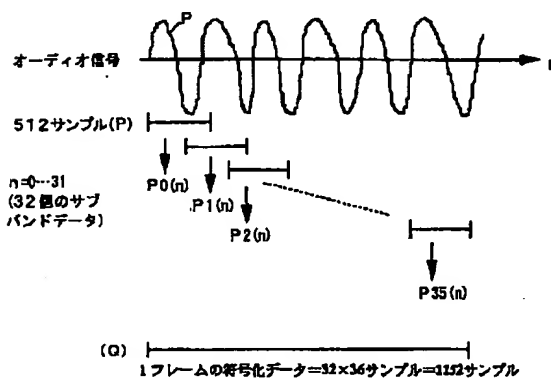 P
オーディオ信号
n
512サンプル(P)
n=0…31
(32個のサブ
バンドデータ)
P0(n)
P1(n)
P2(n)
P35(n)
(Q)
1フレームの符号化データ=32×36サンプル=1152サンプル